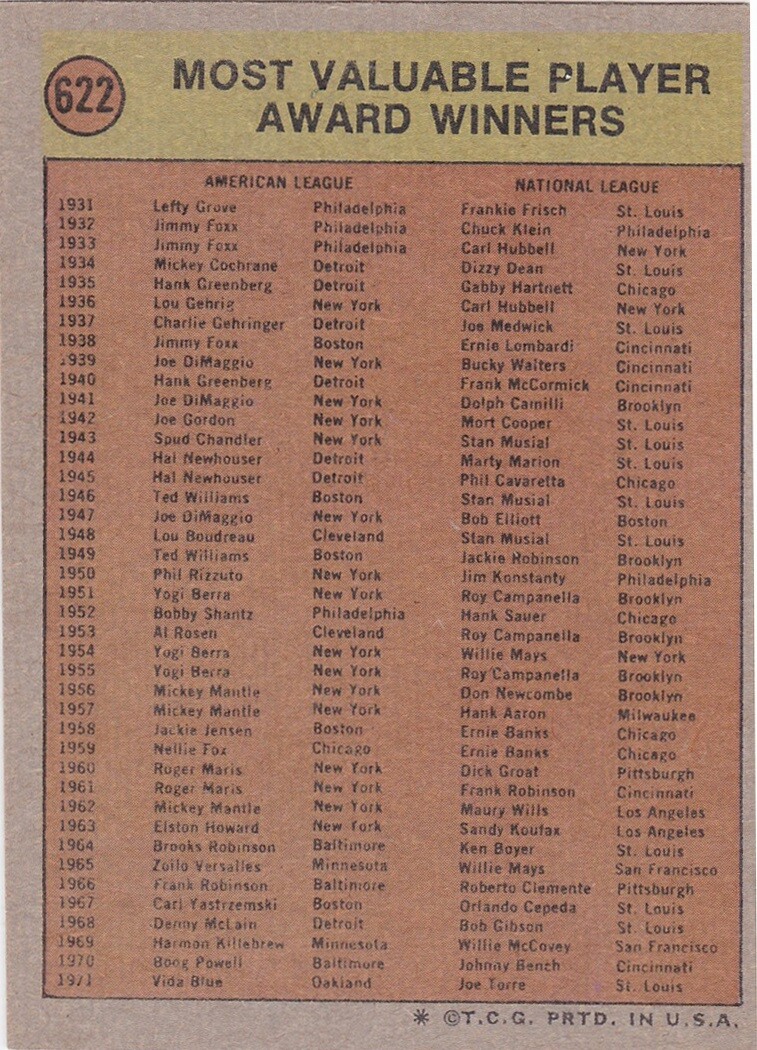 622
MOST VALUABLE PLAYER
AWARD WINNERS
AMERICAN LEAGUE NATIONAL LEAGUE
1931 Lefty Grove Philadelphia Frankie Frisch St. Louis
1932 Jimmy Foxx Philadelphia Chuck Klein Philadelphia
1933 Jimmy Foxx Philadelphia Carl Hubbell New York
1934 Mickey Cochrane Detroit Dizzy Dean St. Louis
1935 Hank Greenberg Detroit Gabby Hartnett Chicago
1936 Lou Gehrig New York Carl Hubbell New York
1937 Charlie Gehringer Detroit Joe Medwick St. Louis
1938 Jimmy Foxx Boston Ernie Lombardi Cincinnati
1939 Joe DiMaggio New York Bucky Walters Cincinnati
1940 Hank Greenberg Detroit Frank McCormick Cincinnati
1941 Joe DiMaggio New York Dolph Camilli Brooklyn
1942 Joe Gordon New York Mort Cooper St. Louis
1943 Spud Chandler New York Stan Musial St. Louis
1944 Hal Newhouser Detroit Marty Marion St. Louis
1945 Hal Newhouser Detroit Phil Cavaretta Chicago
1946 Ted Williams Boston Stan Musial St. Louis
1947 Joe DiMaggio New York Bob Elliott Boston
1948 Lou Boudreau Cleveland Stan Musial St. Louis
1949 Ted Williams Boston Jackie Robinson Brooklyn
1950 Phil Rizzuto New York Jim Konstanty Philadelphia
1951 Yogi Berra New York Roy Campanella Brooklyn
1952 Bobby Shantz Philadelphia Hank Sauer Chicago
1953 Al Rosen Cleveland Roy Campanella Brooklyn
1954 Yogi Berra New York Willie Mays New York
1955 Yogi Berra New York Roy Campanella Brooklyn
1956 Mickey Mantle New York Don Newcombe Brooklyn
1957 Mickey Mantle New York Hank Aaron Milwaukee
1958 Jackie Jensen Boston Ernie Banks Chicago
1959 Nellie Fox Chicago Ernie Banks Chicago
1960 Roger Maris New York Dick Groat Pittsburgh
1961 Roger Maris New York Frank Robinson Cincinnati
1962 Mickey Mantle New York Maury Wills Los Angeles
1963 Elston Howard New York Sandy Koufax Los Angeles
1964 Brooks Robinson Baltimore Ken Boyer St. Louis
1965 Zoilo Versalles Minnesota Willie Mays San Francisco
1966 Frank Robinson Baltimore Roberto Clemente Pittsburgh
1967 Carl Yastrzemski Boston Orlando Cepeda St. Louis
1968 Denny McLain Detroit Bob Gibson St. Louis
1969 Harmon Killebrew Minnesota Willie McCovey San Francisco
1970 Boog Powell Baltimore Johnny Bench Cincinnati
1971 Vida Blue Oakland Joe Torre St. Louis
* ©T.C.G. PRTD. IN U.S.A.